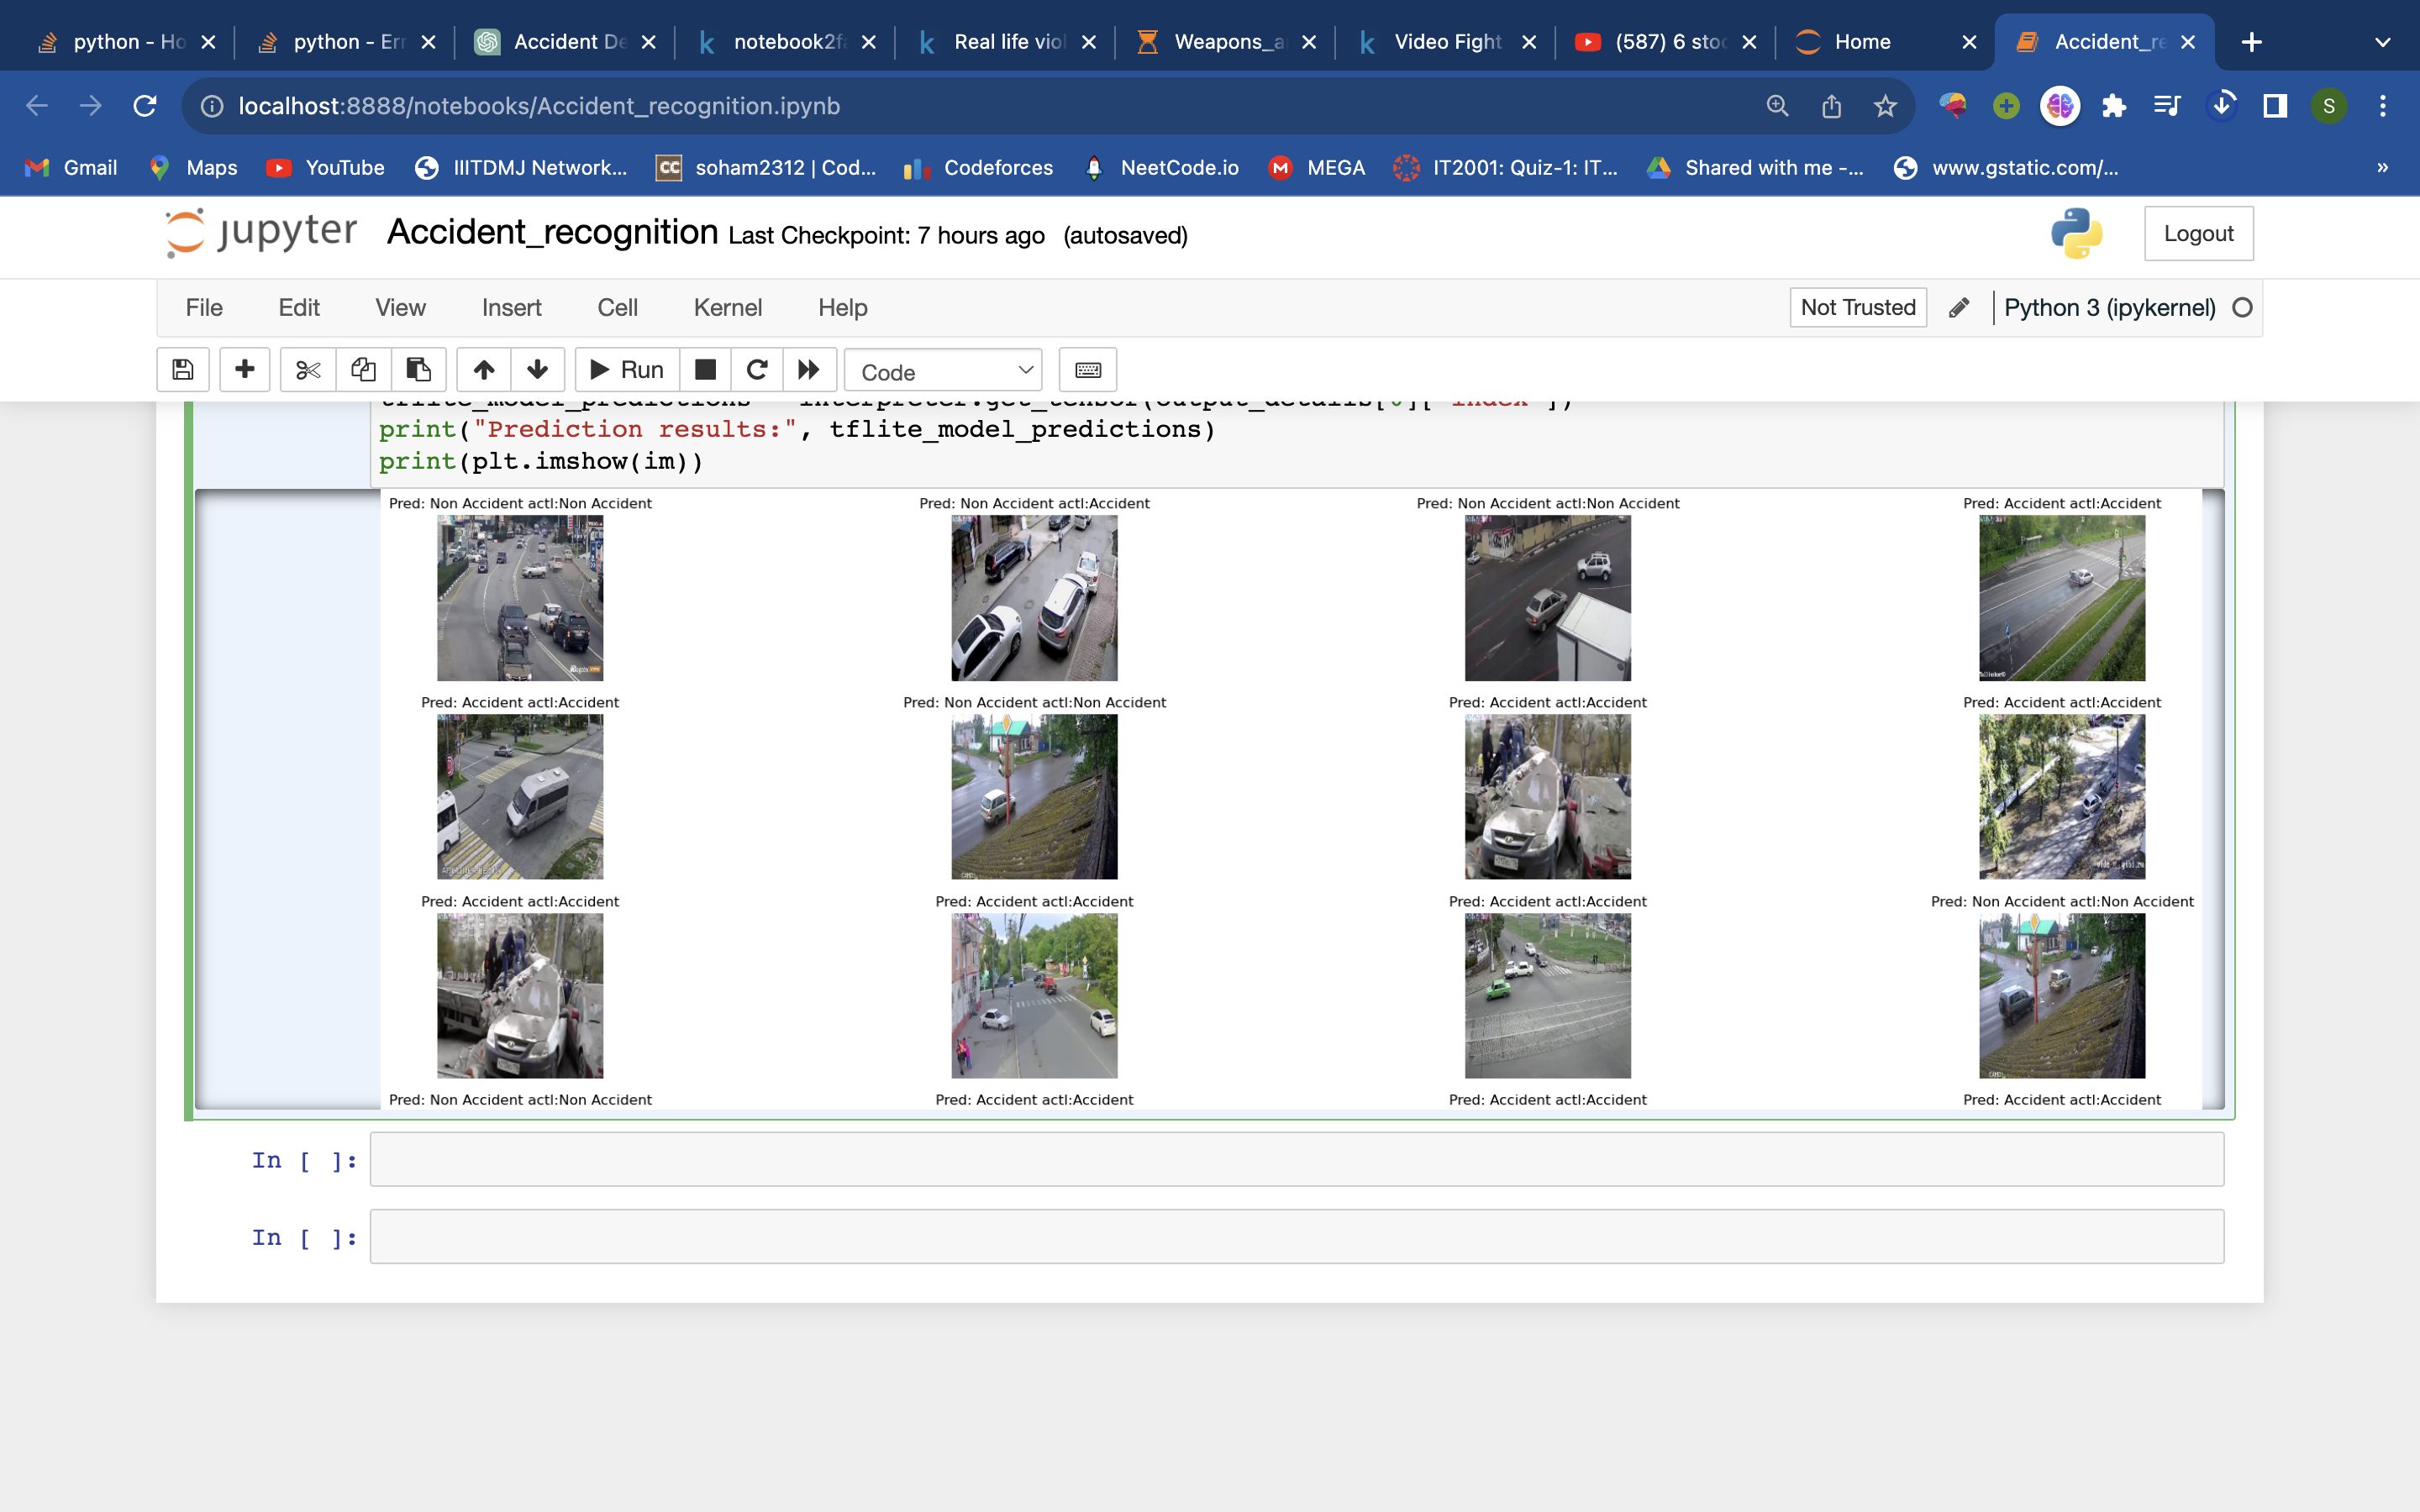 python - Ho
python - Err
Accident De
notebook2f
Real life viol
Weapons_a
Video Fight
(587) 6 stoc
Home
Accident_re
localhost:8888/notebooks/Accident_recognition.ipynb
S
Gmail
Maps
YouTube
IIITDMJ Network...
CC soham2312 | Cod...
Codeforces
NeetCode.io
M MEGA
IT2001: Quiz-1: IT...
Shared with me -...
www.gstatic.com/...
»
jupyter Accident_recognition Last Checkpoint: 7 hours ago (autosaved)
Logout
File Edit View Insert Cell Kernel Help
Not Trusted
Python 3 (ipykernel)
Run
Code
tflite_model_predictions = interpreter.get_tensor(output_details[0]['index'])
print("Prediction results:", tflite_model_predictions)
print(plt.imshow(im))
Pred: Non Accident actl:Non Accident
Pred: Non Accident actl:Accident
Pred: Non Accident actl:Non Accident
Pred: Accident actl:Accident
Pred: Accident actl:Accident
Pred: Non Accident actl:Non Accident
Pred: Accident actl:Accident
Pred: Accident actl:Accident
Pred: Accident actl:Accident
Pred: Accident actl:Accident
Pred: Accident actl:Accident
Pred: Non Accident actl:Non Accident
Pred: Non Accident actl:Non Accident
Pred: Accident actl:Accident
Pred: Accident actl:Accident
Pred: Accident actl:Accident
In [ ]:
In [ ]: